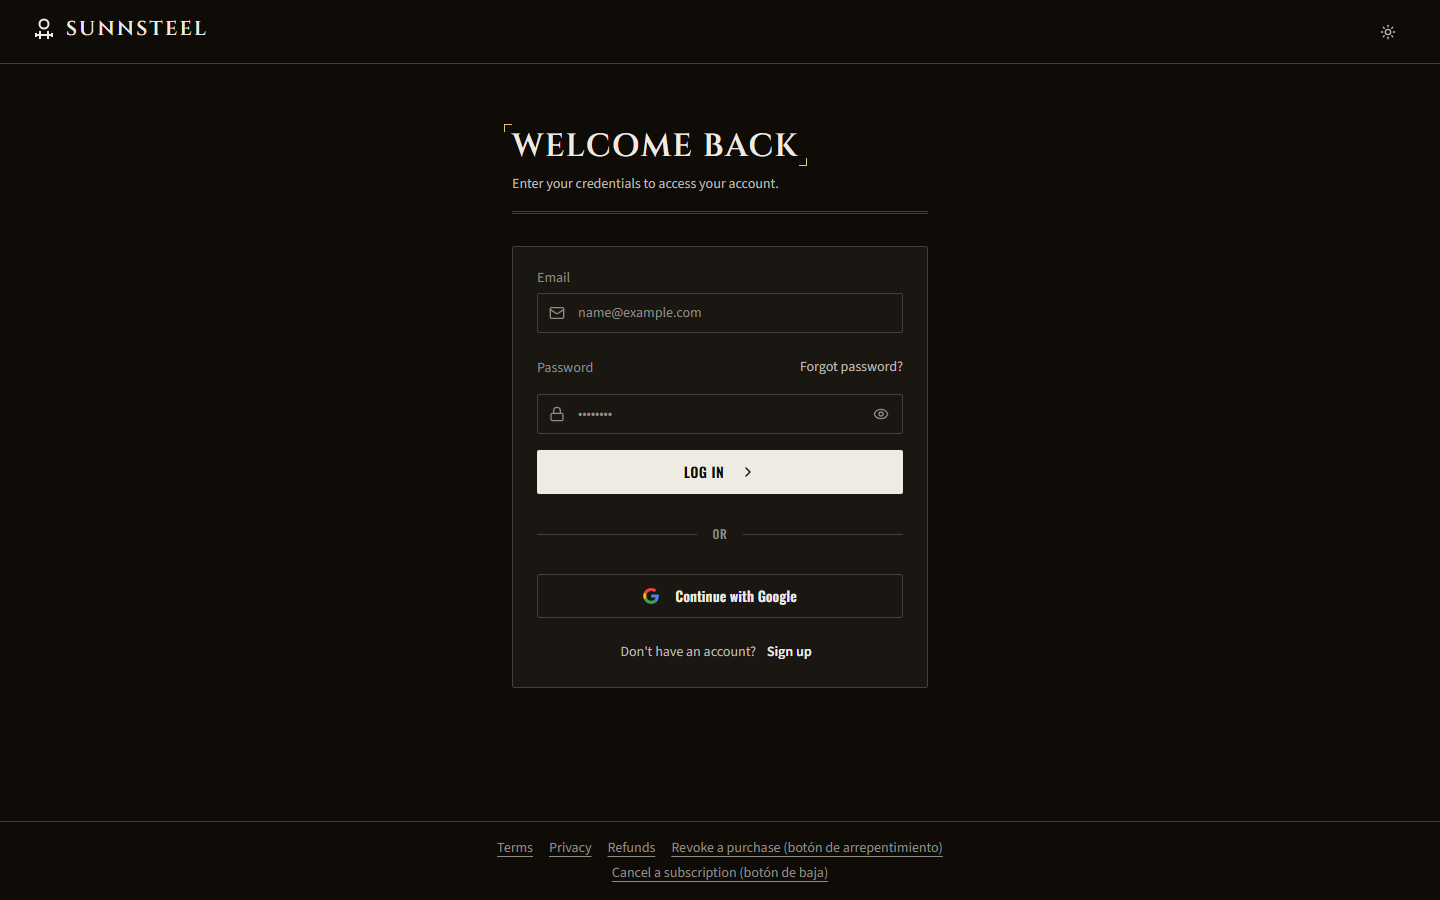 SUNNSTEEL
WELCOME BACK
Enter your credentials to access your account.
Email
name@example.com
Password
Forgot password?
••••••••
LOG IN
OR
Continue with Google
Don't have an account? Sign up
Terms Privacy Refunds Revoke a purchase (botón de arrepentimiento)
Cancel a subscription (botón de baja)